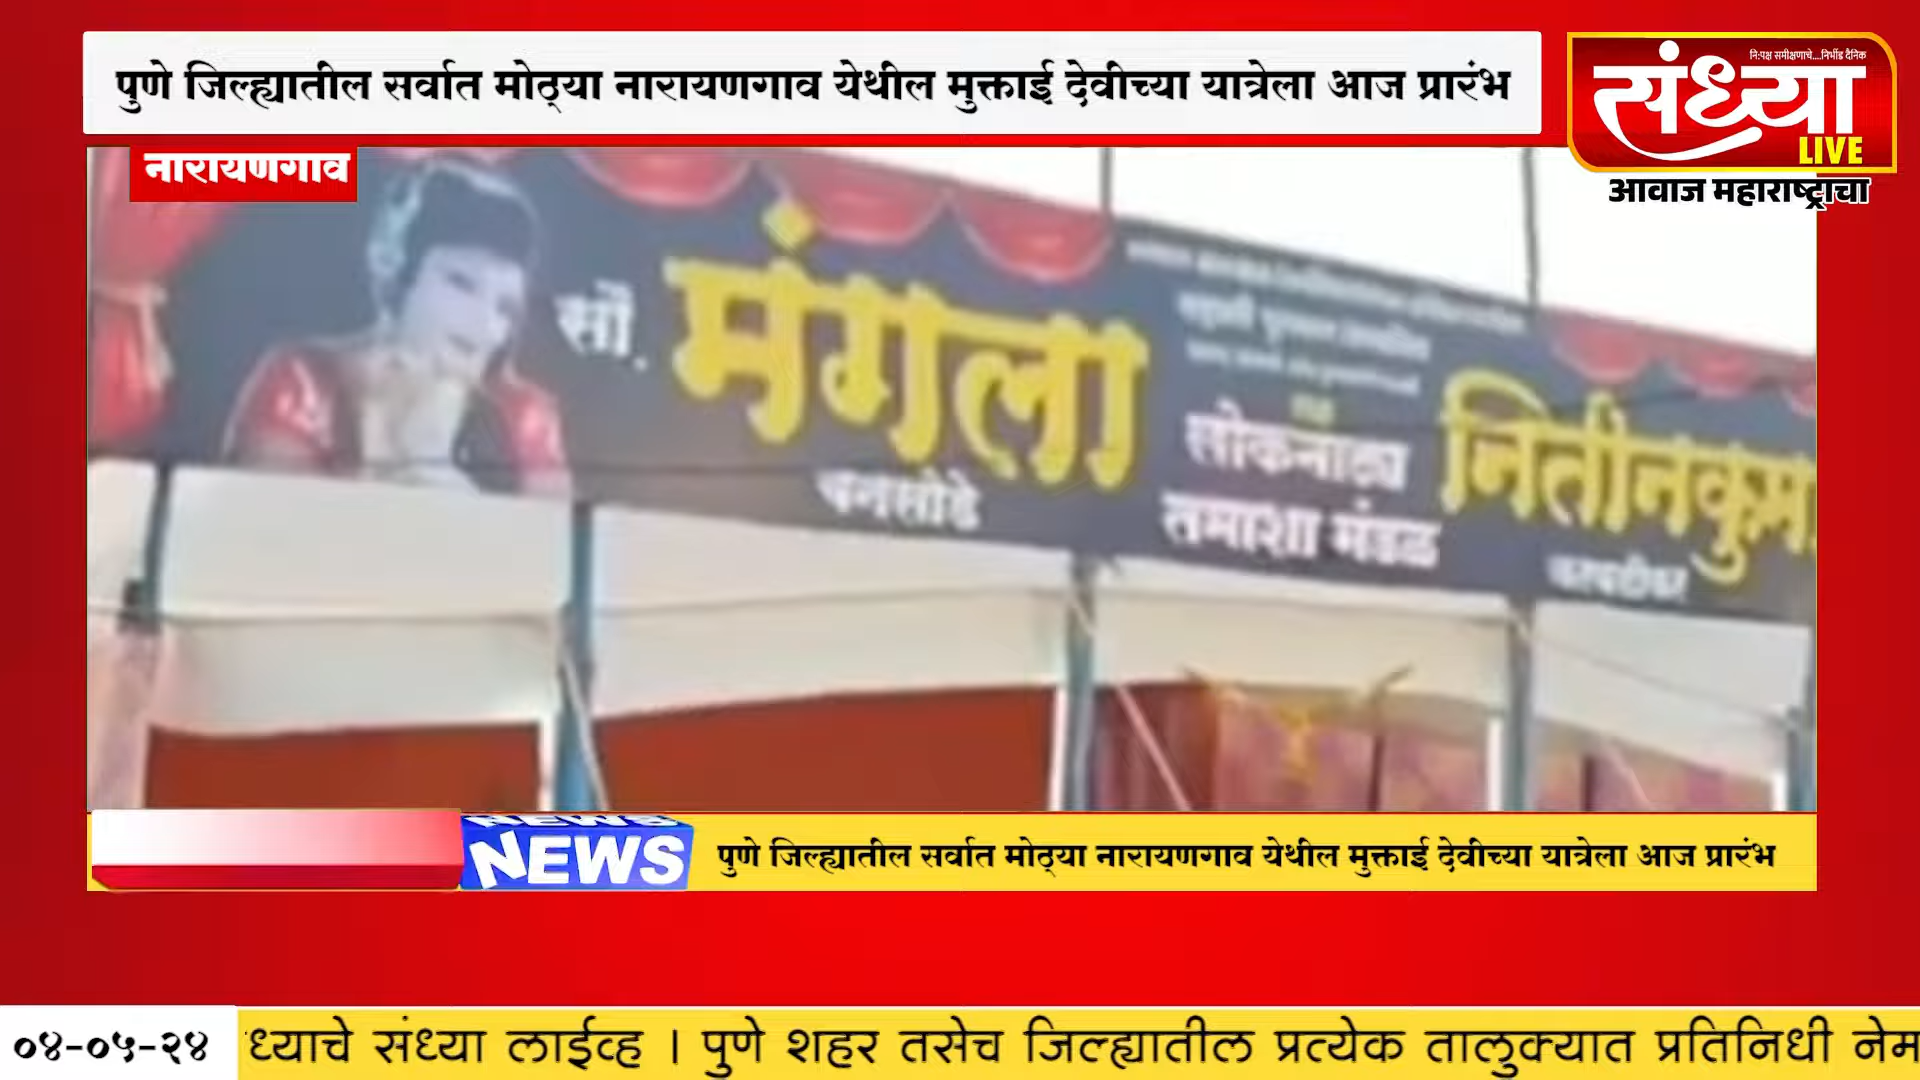 पुणे जिल्ह्यातील सर्वात मोठ्या नारायणगाव येथील मुक्ताई देवीच्या यात्रेला आज प्रारंभ
नि:पक्ष समीक्षणाचे....निर्भीड दैनिक
संध्या
LIVE
आवाज महाराष्ट्राचा
नारायणगाव
सौ. मंगला
बनसोडे
लोकनाट्य
तमाशा मंडळ
नितीनकुमा
NEWS
NEWS
पुणे जिल्ह्यातील सर्वात मोठ्या नारायणगाव येथील मुक्ताई देवीच्या यात्रेला आज प्रारंभ
०४-०५-२४
ध्याचे संध्या लाईव्ह । पुणे शहर तसेच जिल्ह्यातील प्रत्येक तालुक्यात प्रतिनिधी नेम